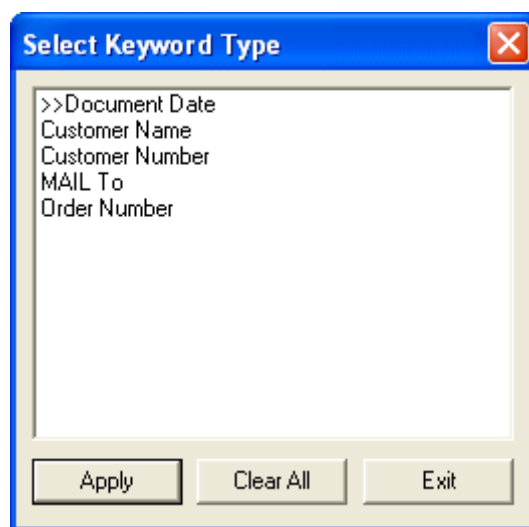 Select Keyword Type
>>Document Date
Customer Name
Customer Number
MAIL To
Order Number
Apply
Clear All
Exit